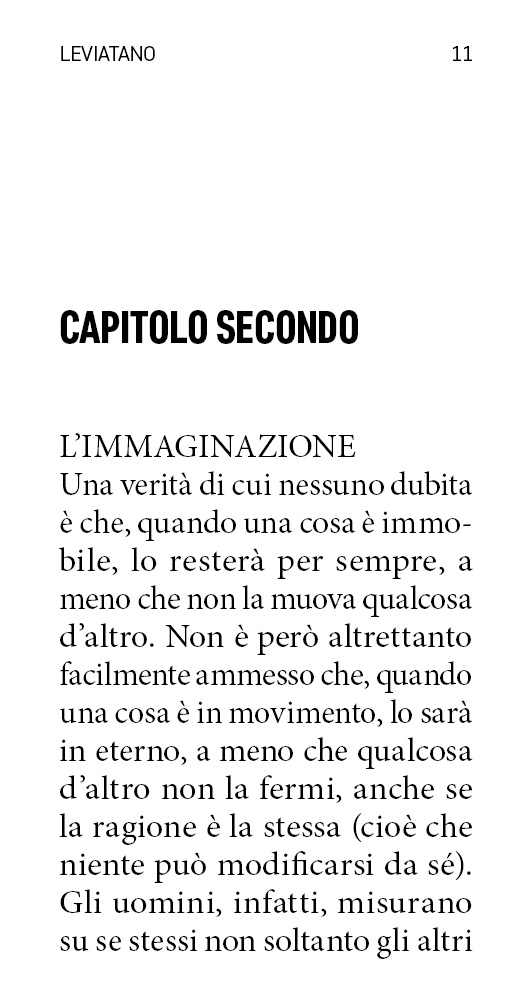 LEVIATANO 11
CAPITOLO SECONDO
L’IMMAGINAZIONE
Una verità di cui nessuno dubita
è che, quando una cosa è immo-
bile, lo resterà per sempre, a
meno che non la muova qualcosa
d’altro. Non è però altrettanto
facilmente ammesso che, quando
una cosa è in movimento, lo sarà
in eterno, a meno che qualcosa
d’altro non la fermi, anche se
la ragione è la stessa (cioè che
niente può modificarsi da sé).
Gli uomini, infatti, misurano
su se stessi non soltanto gli altri